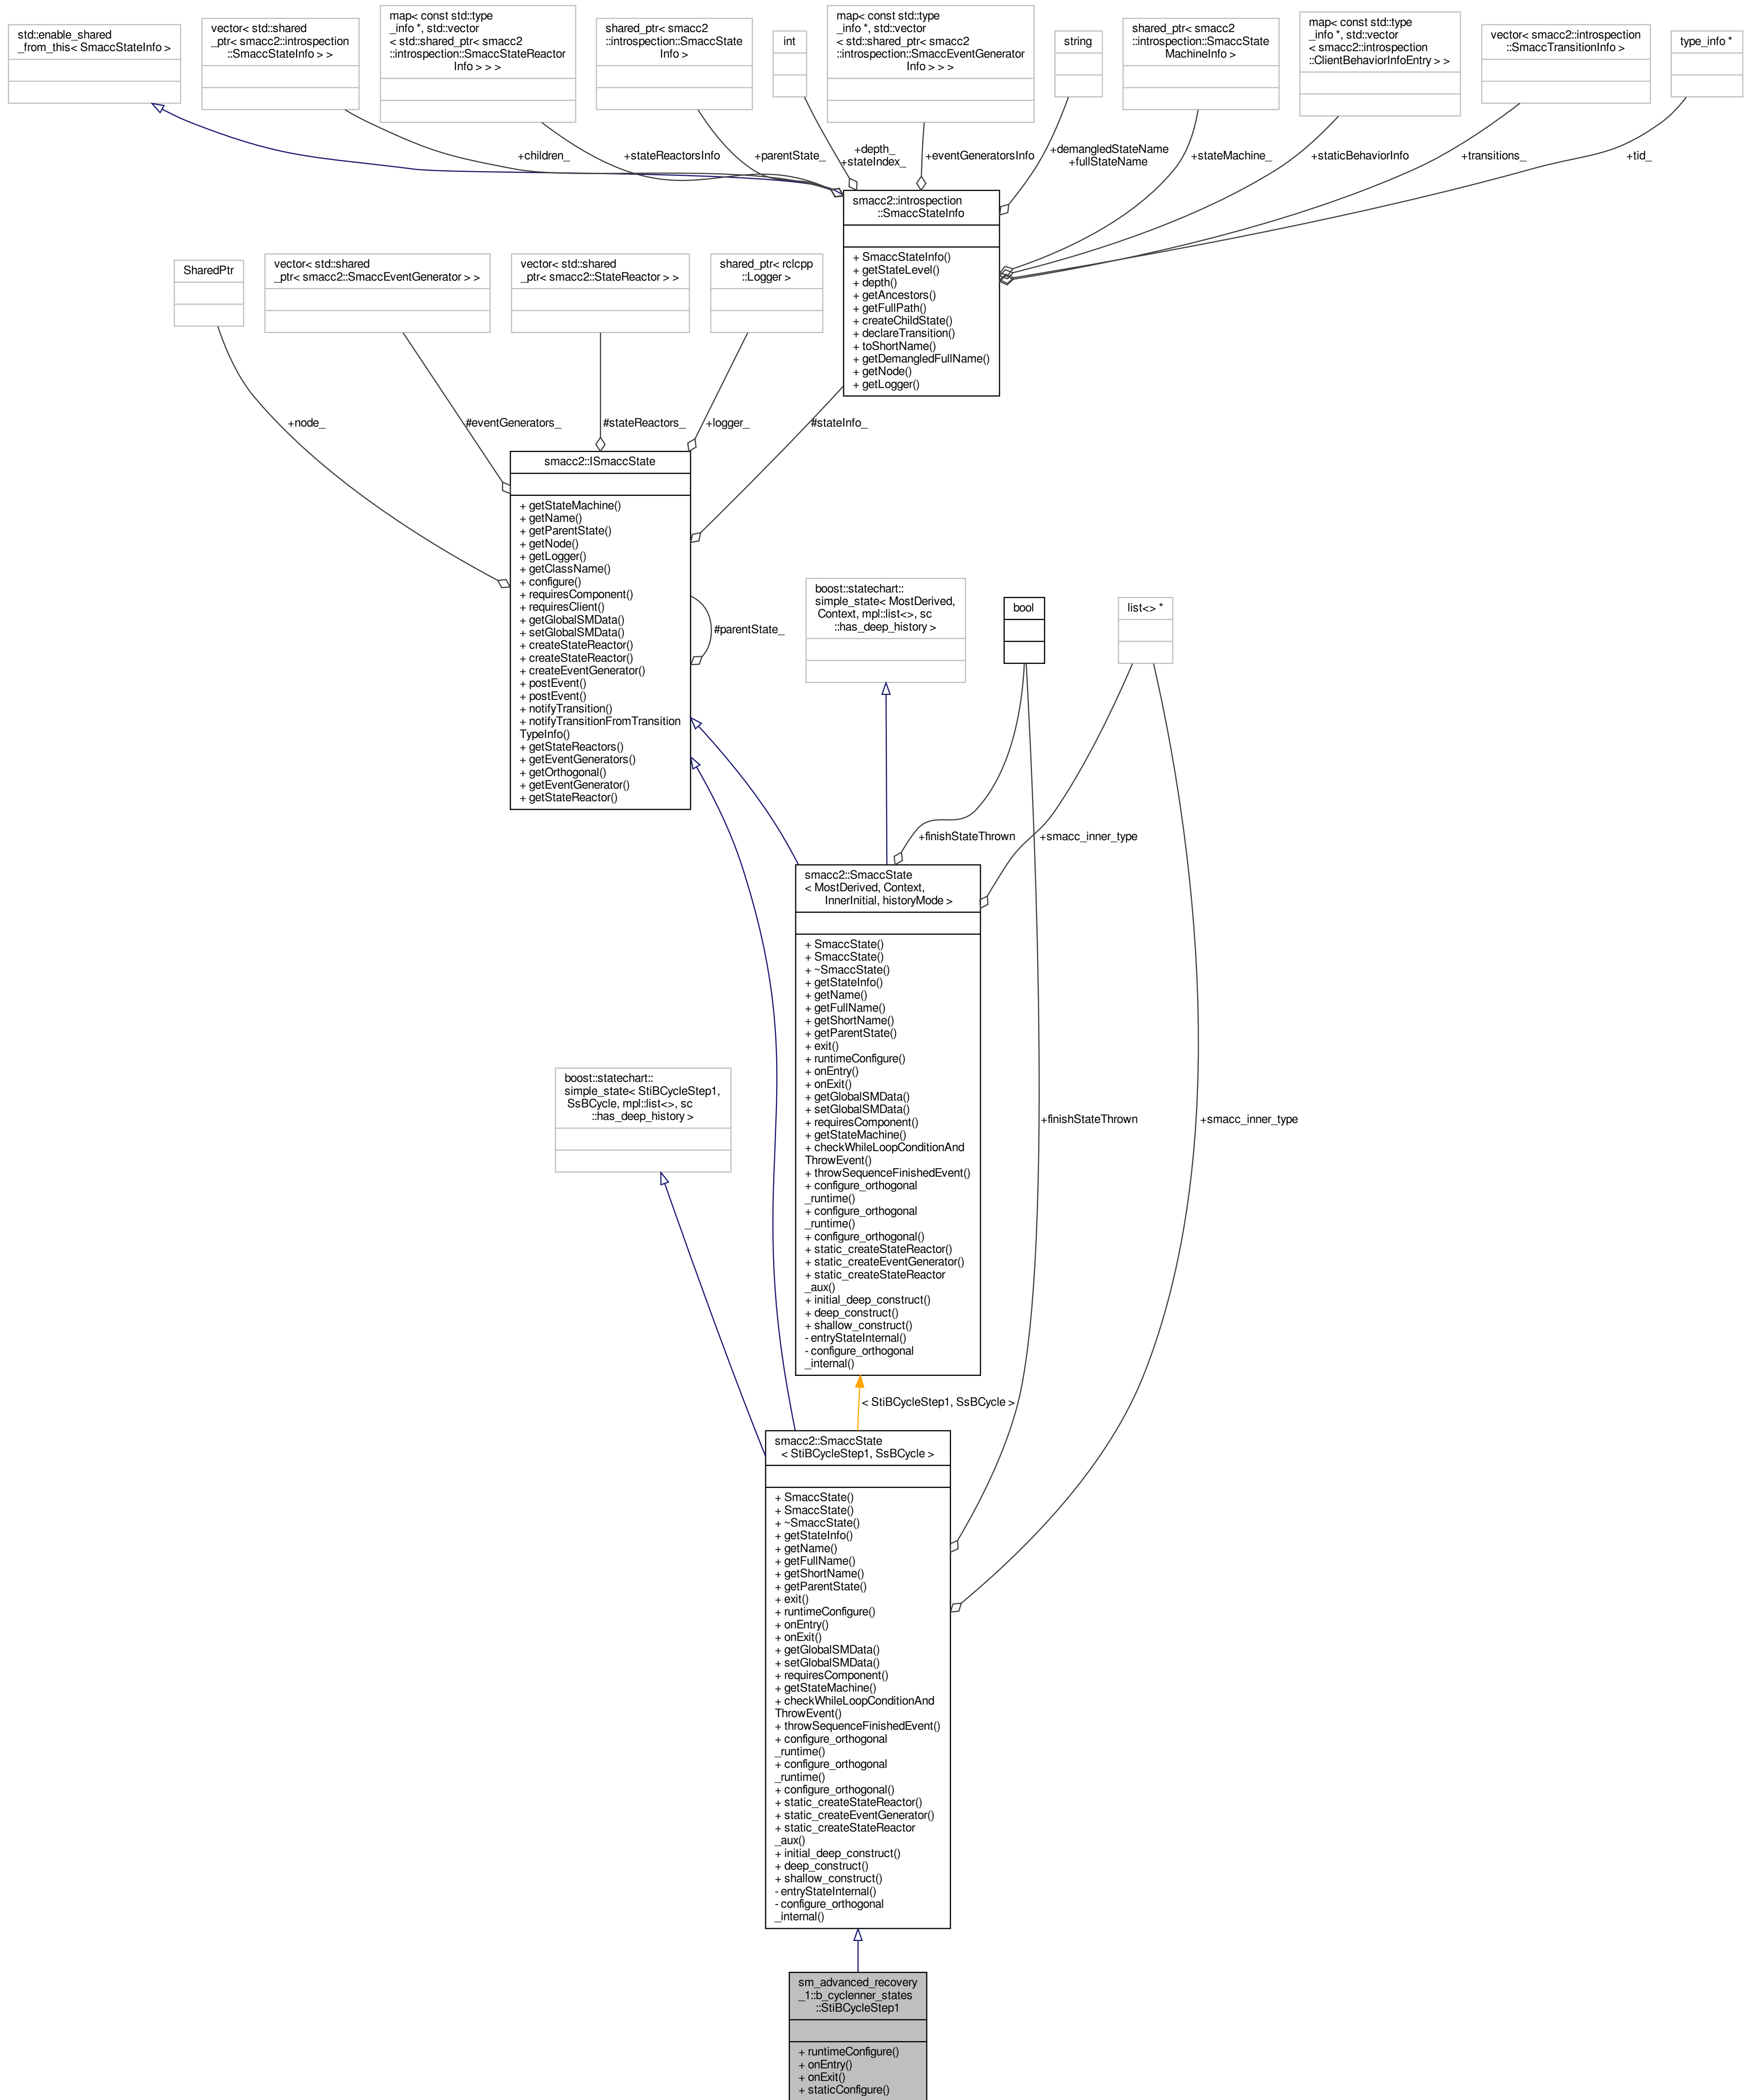 std::enable_shared
_from_this< SmaccStateInfo >
vector< std::shared
_ptr< smacc2::introspection
::SmaccStateInfo > >
map< const std::type
_info *, std::vector
< std::shared_ptr< smacc2
::introspection::SmaccStateReactor
Info > > >
shared_ptr< smacc2
::introspection::SmaccState
Info >
int
map< const std::type
_info *, std::vector
< std::shared_ptr< smacc2
::introspection::SmaccEventGenerator
Info > > >
string
shared_ptr< smacc2
::introspection::SmaccState
MachineInfo >
map< const std::type
_info *, std::vector
< smacc2::introspection
::ClientBehaviorInfoEntry > >
vector< smacc2::introspection
::SmaccTransitionInfo >
type_info *
+children_
+stateReactorsInfo
+parentState_
+depth_
+stateIndex_
+eventGeneratorsInfo
+demangledStateName
+fullStateName
+stateMachine_
+staticBehaviorInfo
+transitions_
+tid_
smacc2::introspection
::SmaccStateInfo
+ SmaccStateInfo()
+ getStateLevel()
+ depth()
+ getAncestors()
+ getFullPath()
+ createChildState()
+ declareTransition()
+ toShortName()
+ getDemangledFullName()
+ getNode()
+ getLogger()
SharedPtr
vector< std::shared
_ptr< smacc2::SmaccEventGenerator > >
vector< std::shared
_ptr< smacc2::StateReactor > >
shared_ptr< rclcpp
::Logger >
+node_
#eventGenerators_
#stateReactors_
+logger_
#stateInfo_
smacc2::ISmaccState
+ getStateMachine()
+ getName()
+ getParentState()
+ getNode()
+ getLogger()
+ getClassName()
+ configure()
+ requiresComponent()
+ requiresClient()
+ getGlobalSMData()
+ setGlobalSMData()
+ createStateReactor()
+ createStateReactor()
+ createEventGenerator()
+ postEvent()
+ postEvent()
+ notifyTransition()
+ notifyTransitionFromTransition
TypeInfo()
+ getStateReactors()
+ getEventGenerators()
+ getOrthogonal()
+ getEventGenerator()
+ getStateReactor()
#parentState_
boost::statechart::
simple_state< MostDerived,
Context, mpl::list<>, sc
::has_deep_history >
bool
list<> *
+finishStateThrown
+smacc_inner_type
smacc2::SmaccState
< MostDerived, Context,
InnerInitial, historyMode >
+ SmaccState()
+ SmaccState()
+ ~SmaccState()
+ getStateInfo()
+ getName()
+ getFullName()
+ getShortName()
+ getParentState()
+ exit()
+ runtimeConfigure()
+ onEntry()
+ onExit()
+ getGlobalSMData()
+ setGlobalSMData()
+ requiresComponent()
+ getStateMachine()
+ checkWhileLoopConditionAnd
ThrowEvent()
+ throwSequenceFinishedEvent()
+ configure_orthogonal
_runtime()
+ configure_orthogonal
_runtime()
+ configure_orthogonal()
+ static_createStateReactor()
+ static_createEventGenerator()
+ static_createStateReactor
_aux()
+ initial_deep_construct()
+ deep_construct()
+ shallow_construct()
- entryStateInternal()
- configure_orthogonal
_internal()
boost::statechart::
simple_state< StiBCycleStep1,
SsBCycle, mpl::list<>, sc
::has_deep_history >
+finishStateThrown
+smacc_inner_type
< StiBCycleStep1, SsBCycle >
smacc2::SmaccState
< StiBCycleStep1, SsBCycle >
+ SmaccState()
+ SmaccState()
+ ~SmaccState()
+ getStateInfo()
+ getName()
+ getFullName()
+ getShortName()
+ getParentState()
+ exit()
+ runtimeConfigure()
+ onEntry()
+ onExit()
+ getGlobalSMData()
+ setGlobalSMData()
+ requiresComponent()
+ getStateMachine()
+ checkWhileLoopConditionAnd
ThrowEvent()
+ throwSequenceFinishedEvent()
+ configure_orthogonal
_runtime()
+ configure_orthogonal
_runtime()
+ configure_orthogonal()
+ static_createStateReactor()
+ static_createEventGenerator()
+ static_createStateReactor
_aux()
+ initial_deep_construct()
+ deep_construct()
+ shallow_construct()
- entryStateInternal()
- configure_orthogonal
_internal()
sm_advanced_recovery
_1::b_cyclenner_states
::StiBCycleStep1
+ runtimeConfigure()
+ onEntry()
+ onExit()
+ staticConfigure()